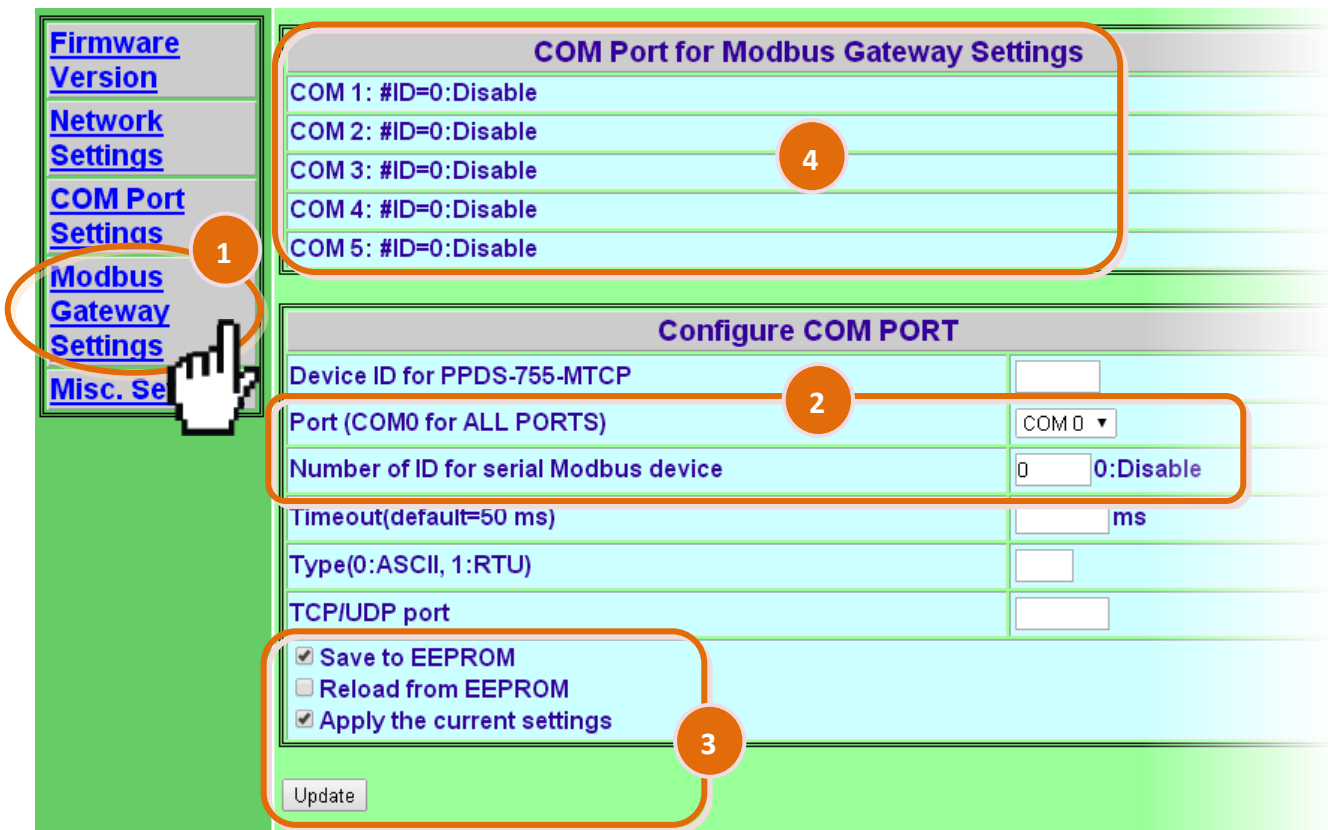 Firmware
Version
Network
Settings
COM Port
Settings
1
Modbus
Gateway
Settings
Misc. Se
COM Port for Modbus Gateway Settings
COM 1: #ID=0:Disable
COM 2: #ID=0:Disable
4
COM 3: #ID=0:Disable
COM 4: #ID=0:Disable
COM 5: #ID=0:Disable
Configure COM PORT
Device ID for PPDS-755-MTCP
2
Port (COM0 for ALL PORTS) COM 0
Number of ID for serial Modbus device 0 0:Disable
Timeout(default=50 ms) ms
Type(0:ASCII, 1:RTU)
TCP/UDP port
Save to EEPROM
Reload from EEPROM
Apply the current settings
3
Update